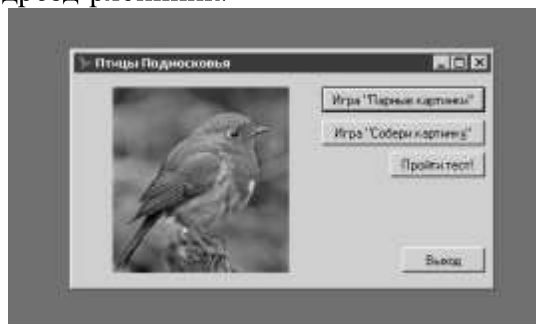 Птицы Подмосковья
Игра "Парные картинки"
Игра "Собери картинку"
Пройти тест!
Выход